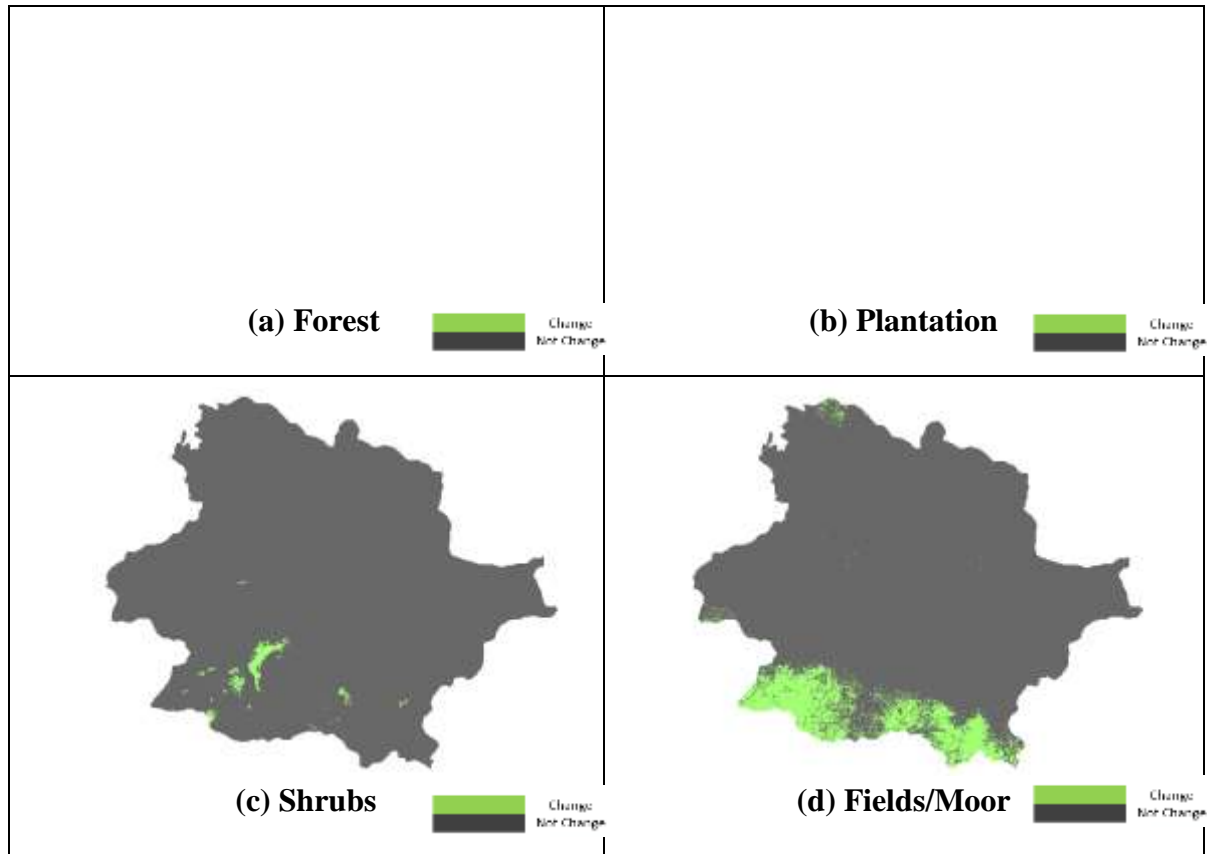 (a) Forest
Change
Not Change
(b) Plantation
Change
Not Change
(c) Shrubs
Change
Not Change
(d) Fields/Moor
Change
Not Change